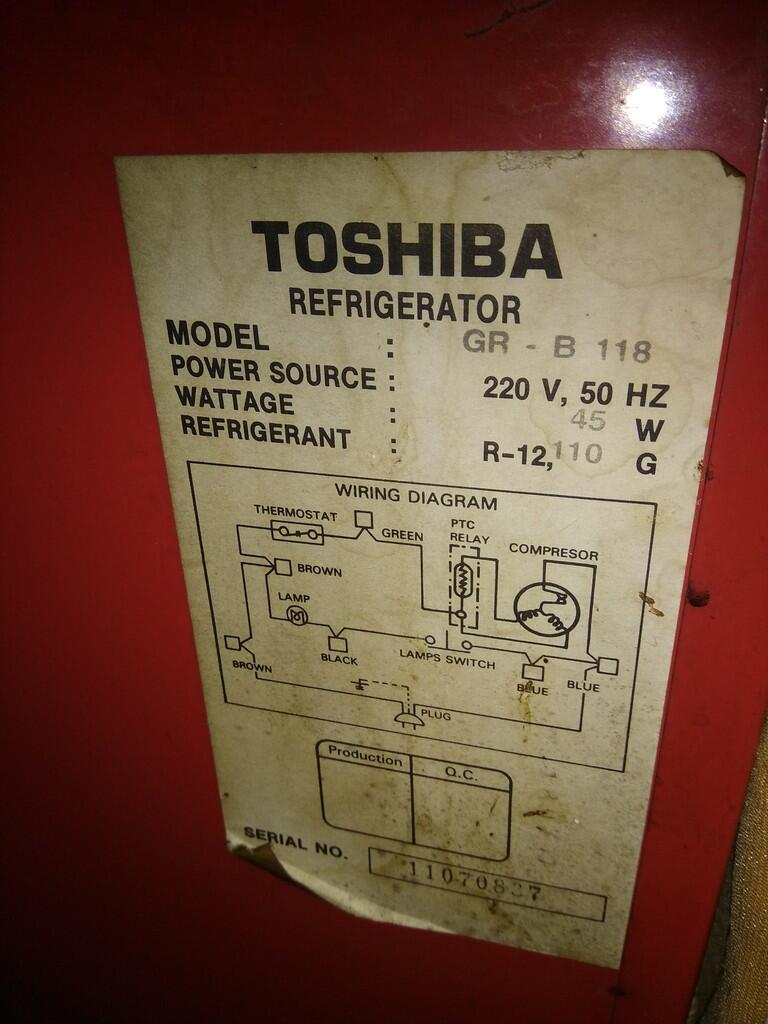 TOSHIBA
REFRIGERATOR
MODEL : GR - B 118
POWER SOURCE : 220 V, 50 HZ
WATTAGE : 45 W
REFRIGERANT : R-12, 110 G
WIRING DIAGRAM
THERMOSTAT
GREEN
PTC
RELAY
COMPRESOR
BROWN
LAMP
BLACK
LAMPS SWITCH
BROWN
BLUE
BLUE
PLUG
Production
Q.C.
SERIAL NO.